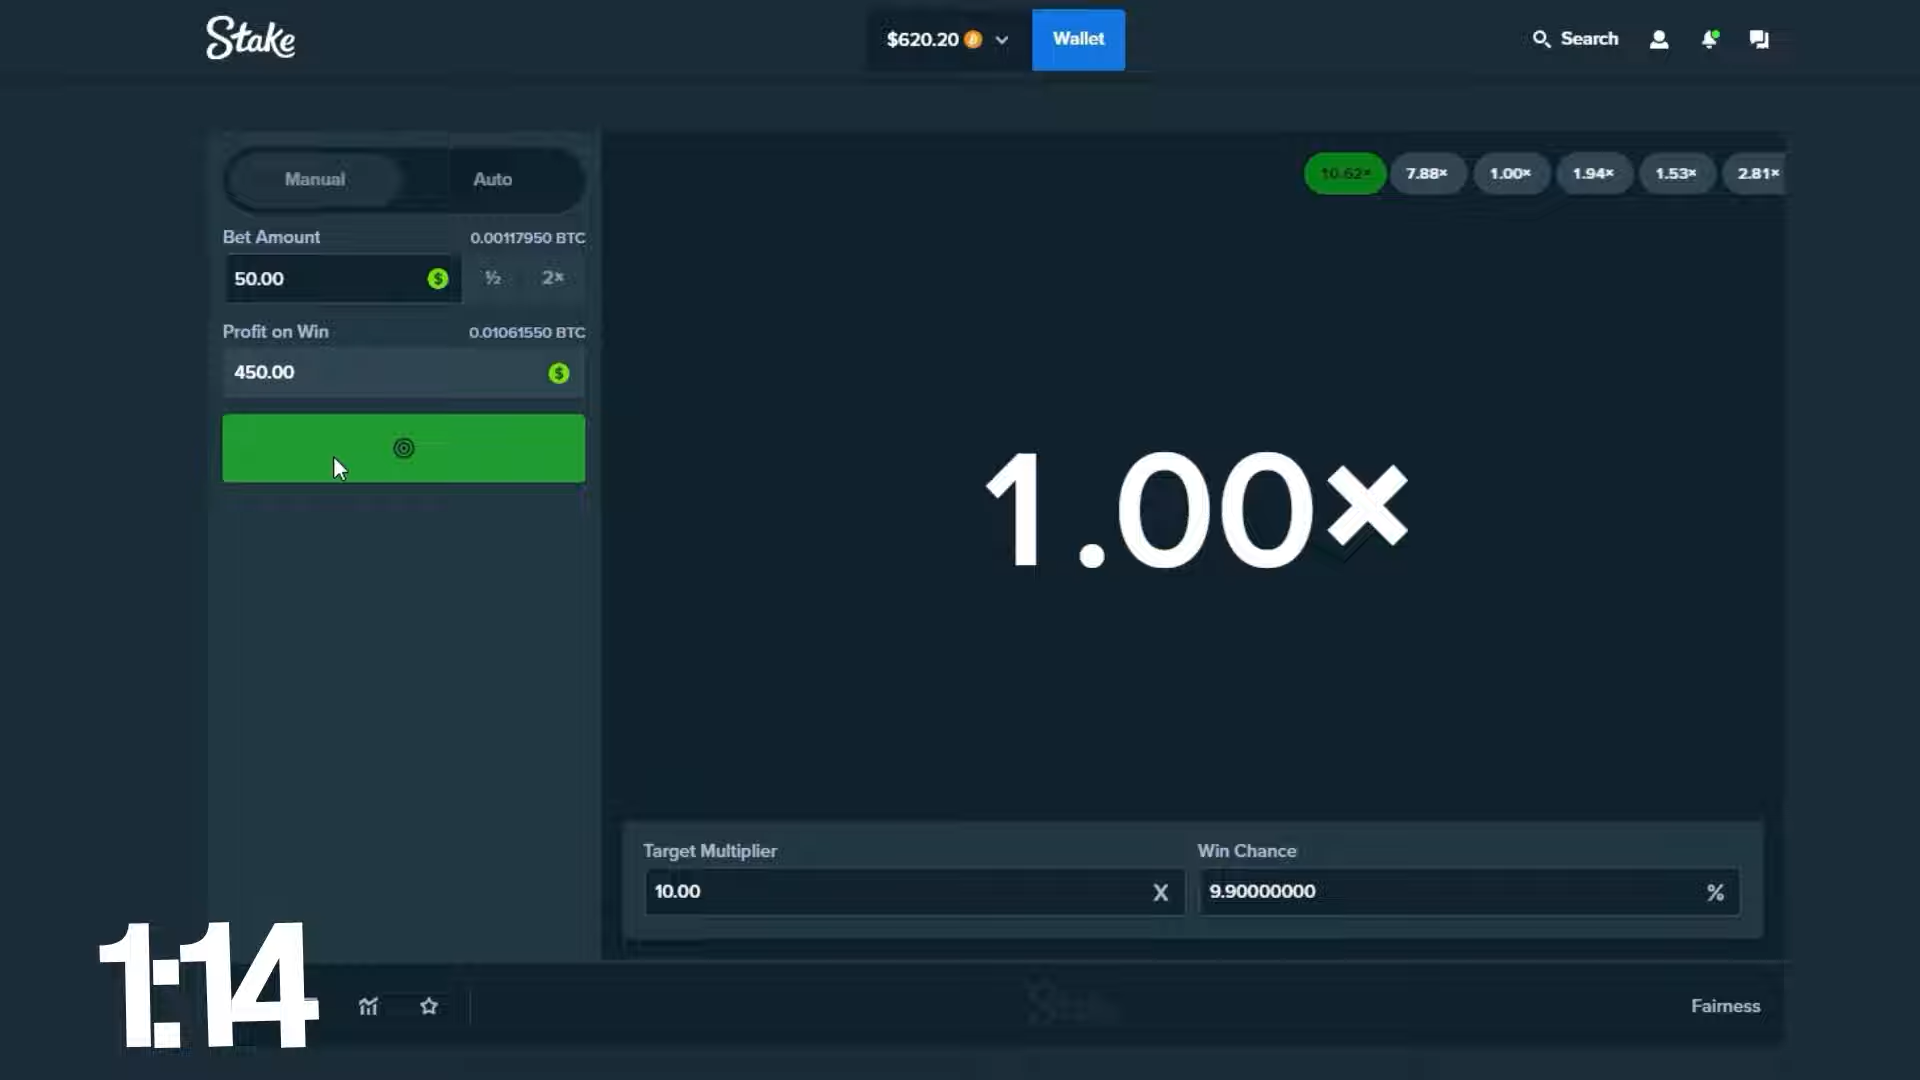 Stake
$620.20
Wallet
Search
Manual
Auto
10.62×
7.88×
1.00×
1.94×
1.53×
2.81×
Bet Amount
0.00117950 BTC
50.00
½
2×
Profit on Win
0.01061550 BTC
450.00
1.00×
Target Multiplier
Win Chance
10.00
X
9.90000000
%
1:14
Stake
Fairness